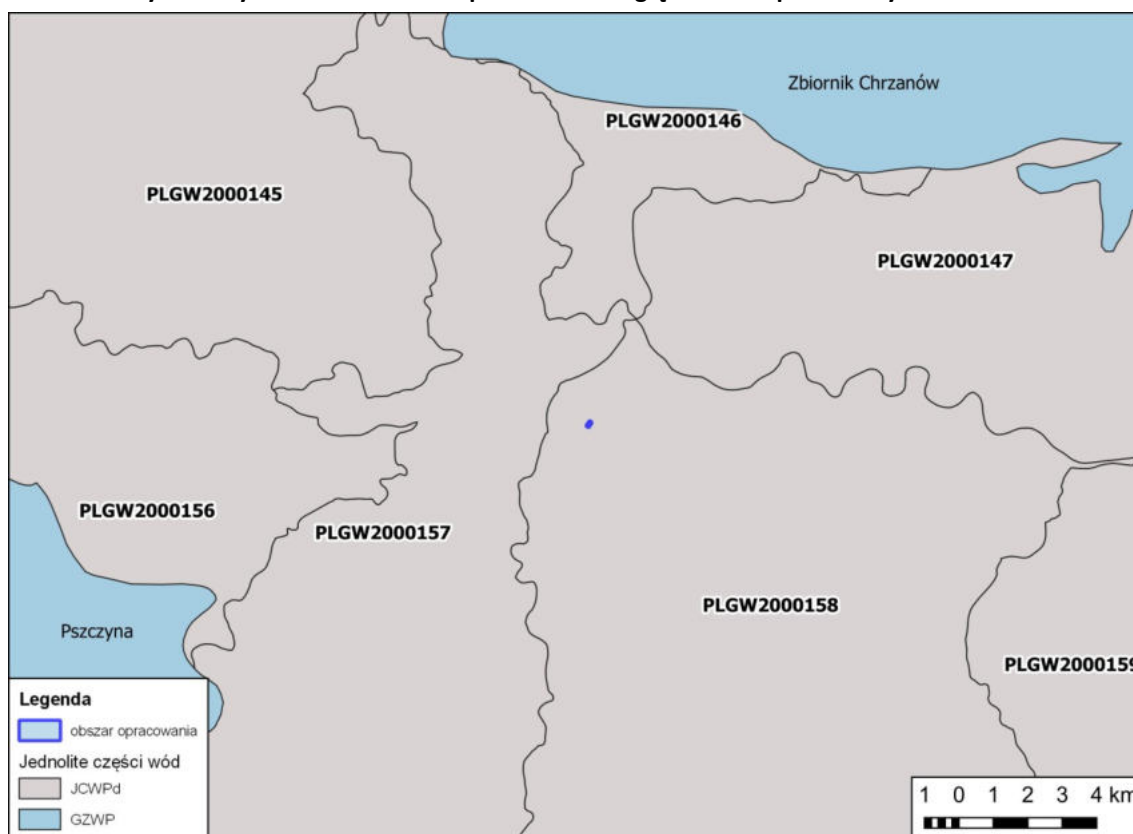 Zbiornik Chrzanów
PLGW2000146
PLGW2000145
PLGW2000147
PLGW2000156
PLGW2000157
PLGW2000158
Pszczyna
PLGW2000159
Legenda
obszar opracowania
Jednolite części wód
JCWPd
GZWP
1 0 1 2 3 4 km